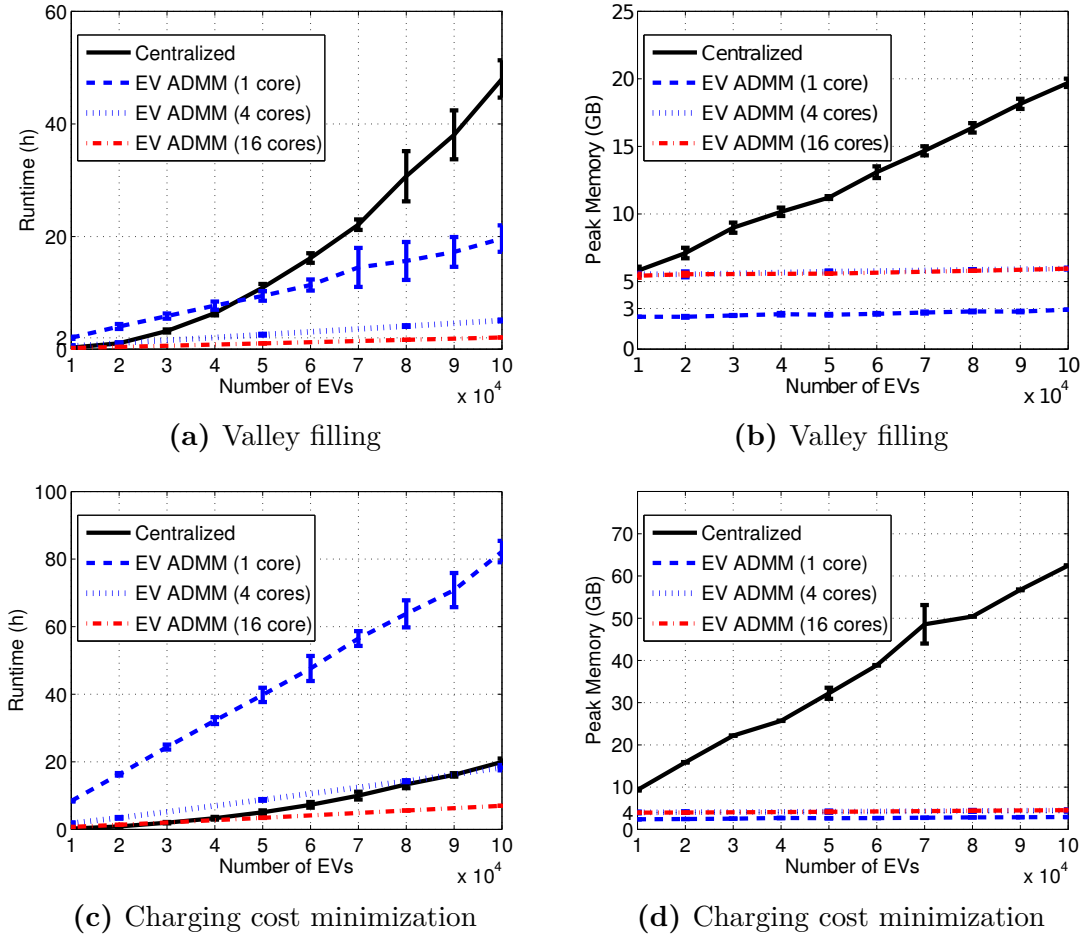 60
40
20
2
0
Runtime (h)
Centralized
EV ADMM (1 core)
EV ADMM (4 cores)
EV ADMM (16 cores)
1 2 3 4 5 6 7 8 9 10
Number of EVs
x 10^4
(a) Valley filling
25
20
15
10
5
3
0
Peak Memory (GB)
Centralized
EV ADMM (1 core)
EV ADMM (4 cores)
EV ADMM (16 cores)
1 2 3 4 5 6 7 8 9 10
Number of EVs
x 10^4
(b) Valley filling
100
80
60
40
20
0
Runtime (h)
Centralized
EV ADMM (1 core)
EV ADMM (4 cores)
EV ADMM (16 core)
1 2 3 4 5 6 7 8 9 10
Number of EVs
x 10^4
(c) Charging cost minimization
70
60
50
40
30
20
10
4
0
Peak Memory (GB)
Centralized
EV ADMM (1 core)
EV ADMM (4 cores)
EV ADMM (16 cores)
1 2 3 4 5 6 7 8 9 10
Number of EVs
x 10^4
(d) Charging cost minimization